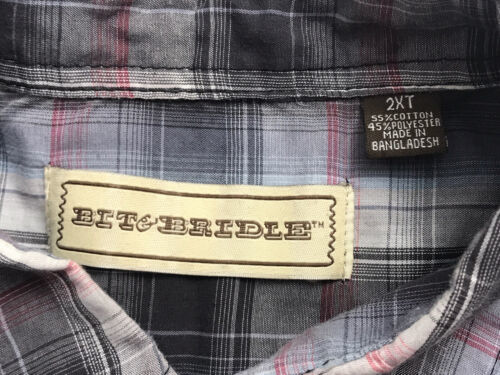 2XT
55% COTTON
45% POLYESTER
MADE IN
BANGLADESH
BIT & BRIDLE™